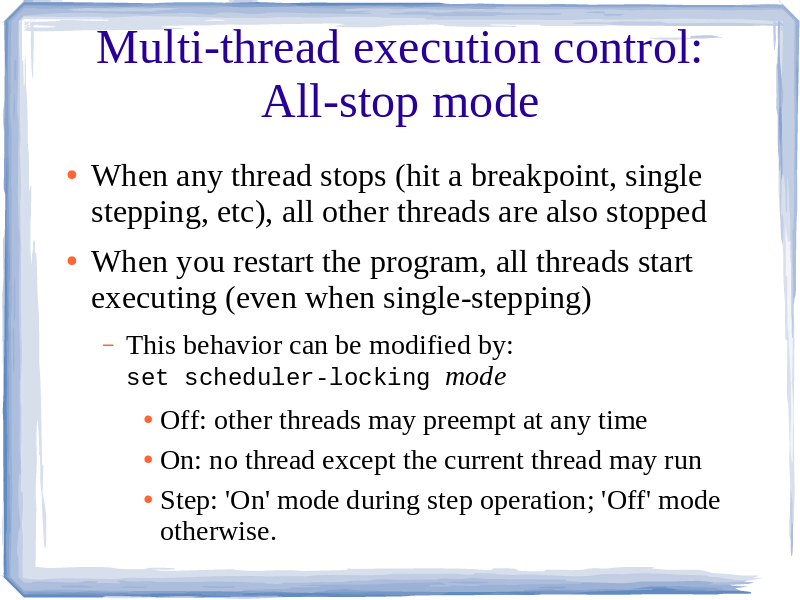 Multi-thread execution control:
All-stop mode
• When any thread stops (hit a breakpoint, single
stepping, etc), all other threads are also stopped
• When you restart the program, all threads start
executing (even when single-stepping)
– This behavior can be modified by:
set scheduler-locking mode
• Off: other threads may preempt at any time
• On: no thread except the current thread may run
• Step: 'On' mode during step operation; 'Off' mode
otherwise.